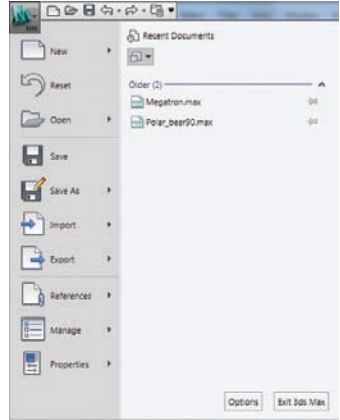 New
Reset
Open
Save
Save As
Import
Export
References
Manage
Properties
Recent Documents
Older (2)
Megatron.max
Polar_bear90.max
Options
Exit 3ds Max